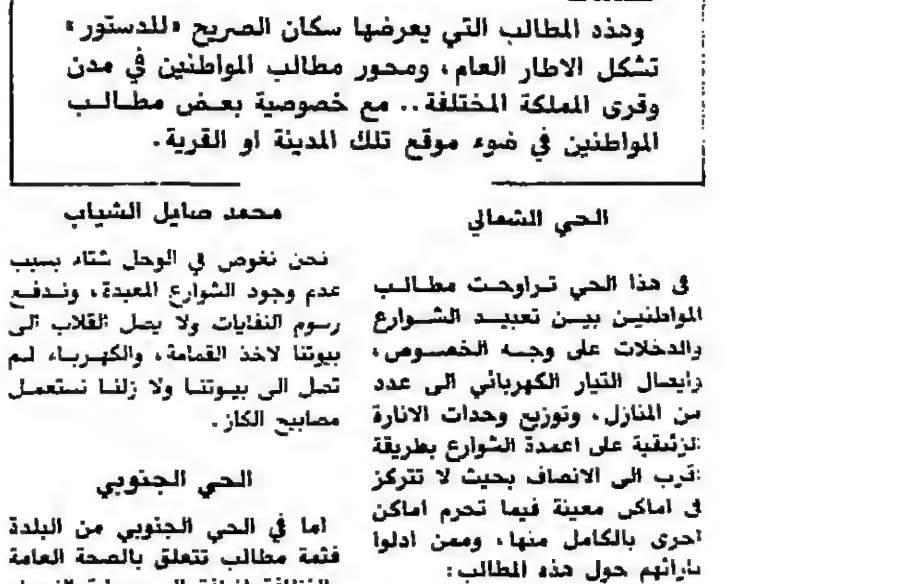 وهذه المطالب التي يعرضها سكان الصريح «للدستور»
تشكل الاطار العام، ومحور مطالب المواطنين في مدن
وقرى المملكة المختلفة.. مع خصوصية بعض مطالب
المواطنين في ضوء موقع تلك المدينة او القرية.
الحي الشمالي
في هذا الحي تراوحت مطالب
المواطنين بين تعبيد الشوارع
والدخلات على وجه الخصوص،
وايصال التيار الكهربائي الى عدد
من المنازل، وتوزيع وحدات الانارة
الزئبقية على اعمدة الشوارع بطريقة
اقرب الى الانصاف بحيث لا تتركز
في اماكن معينة فيما تحرم اماكن
اخرى بالكامل منها، وممن ادلوا
بارائهم حول هذه المطالب:
محمد صايل الشياب
نحن نغوص في الوحل شتاء بسبب
عدم وجود الشوارع المعبدة، وندفع
رسوم النفايات ولا يصل القلاب الى
بيوتنا لاخذ القمامة، والكهرباء لم
تصل الى بيوتنا ولا زلنا نستعمل
مصابيح الكاز.
الحي الجنوبي
اما في الحي الجنوبي من البلدة
فثمة مطالب تتعلق بالصحة العامة